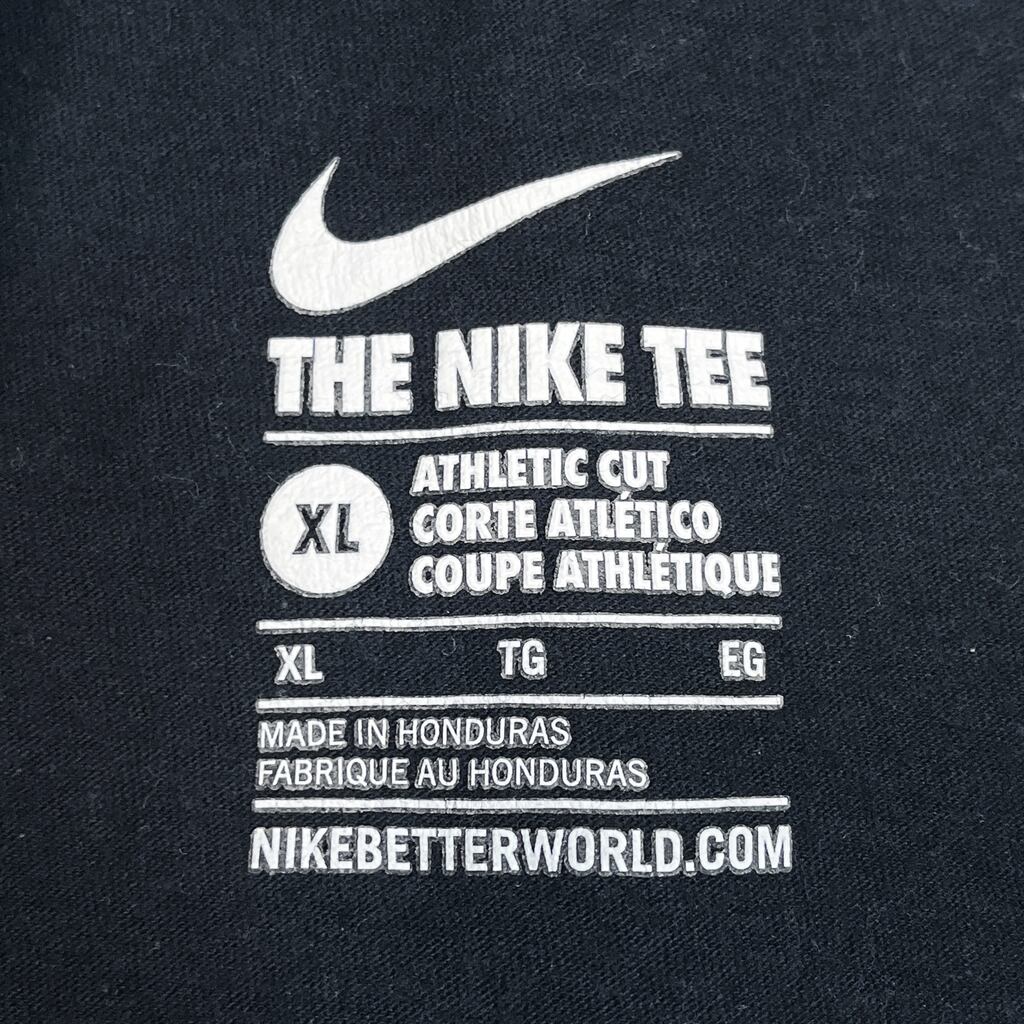 THE NIKE TEE
XL
ATHLETIC CUT
CORTE ATLÉTICO
COUPE ATHLÉTIQUE
XL TG EG
MADE IN HONDURAS
FABRIQUE AU HONDURAS
NIKEBETTERWORLD.COM